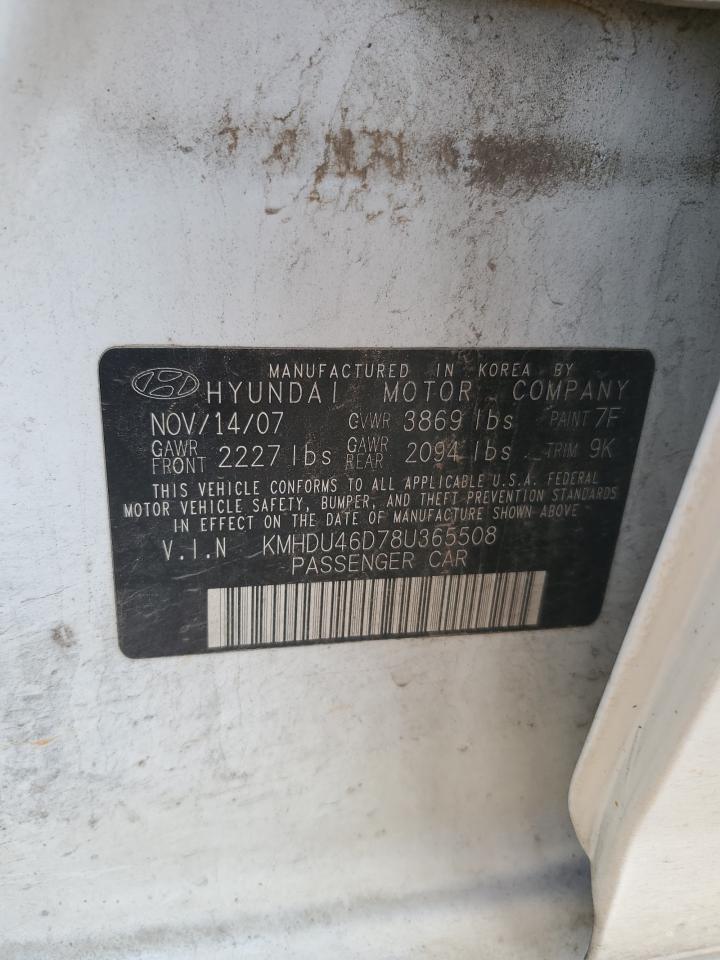 MANUFACTURED IN KOREA BY
HYUNDAI MOTOR COMPANY
NOV/14/07 GVWR 3869 lbs PAINT 7F
GAWR FRONT 2227 lbs GAWR REAR 2094 lbs TRIM 9K
THIS VEHICLE CONFORMS TO ALL APPLICABLE U.S.A. FEDERAL
MOTOR VEHICLE SAFETY, BUMPER, AND THEFT PREVENTION STANDARDS
IN EFFECT ON THE DATE OF MANUFACTURE SHOWN ABOVE
V.I.N KMHDU46D78U365508
PASSENGER CAR